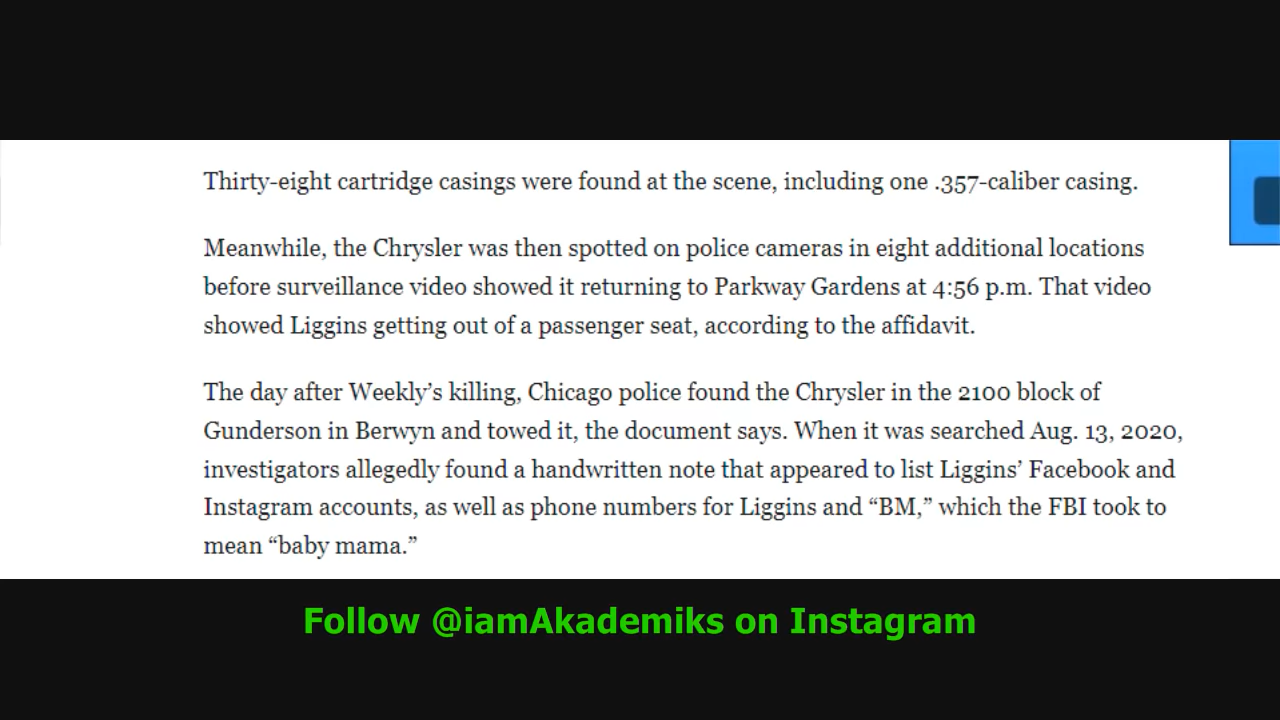 Thirty-eight cartridge casings were found at the scene, including one .357-caliber casing.
Meanwhile, the Chrysler was then spotted on police cameras in eight additional locations
before surveillance video showed it returning to Parkway Gardens at 4:56 p.m. That video
showed Liggins getting out of a passenger seat, according to the affidavit.
The day after Weekly’s killing, Chicago police found the Chrysler in the 2100 block of
Gunderson in Berwyn and towed it, the document says. When it was searched Aug. 13, 2020,
investigators allegedly found a handwritten note that appeared to list Liggins’ Facebook and
Instagram accounts, as well as phone numbers for Liggins and “BM,” which the FBI took to
mean “baby mama.”
Follow @iamAkademiks on Instagram